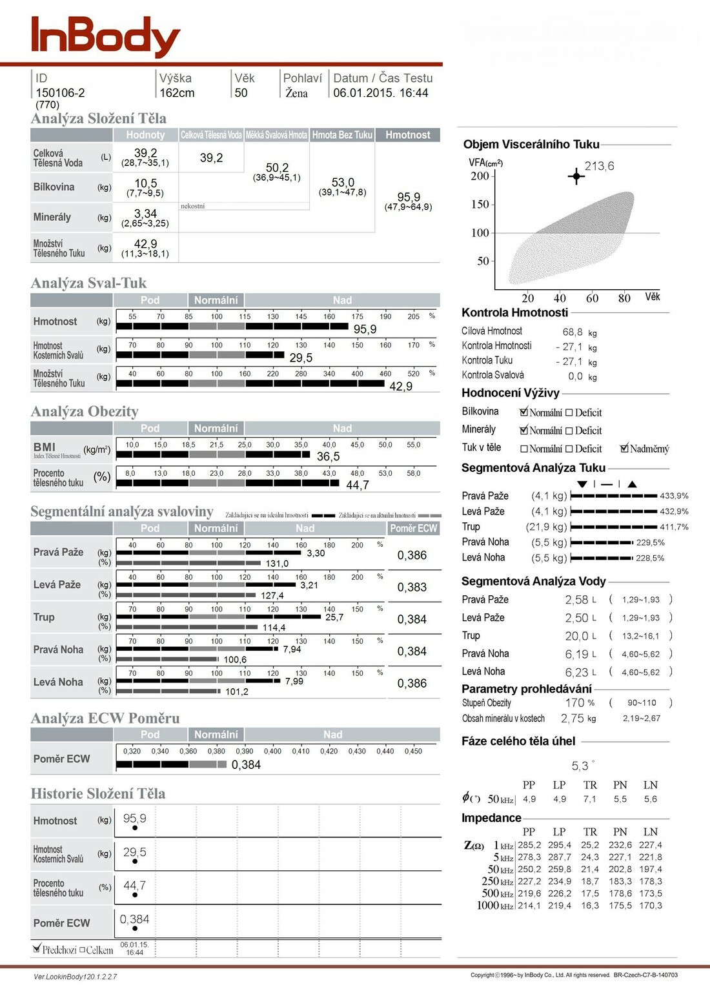 InBody
ID Výška Věk Pohlaví Datum / Čas Testu
150106-2 162cm 50 Žena 06.01.2015. 16:44
(770)
Analýza Složení Těla
Hodnoty Celková Tělesná Voda Měkká Svalová Hmota Hmota Bez Tuku Hmotnost
Celková Tělesná Voda (L) 39,2 (28,7~35,1) 39,2
50,2 (36,9~45,1)
Bílkovina (kg) 10,5 (7,7~9,5)
53,0 (39,1~47,8)
95,9 (47,9~64,9)
nekostní
Minerály (kg) 3,34 (2,65~3,25)
Množství Tělesného Tuku (kg) 42,9 (11,3~18,1)
Analýza Sval-Tuk
Pod Normální Nad
Hmotnost (kg) 55 70 85 100 115 130 145 160 175 190 205 %
95,9
Hmotnost Kosterních Svalů (kg) 70 80 90 100 110 120 130 140 150 160 170 %
29,5
Množství Tělesného Tuku (kg) 40 60 80 100 160 220 280 340 400 460 520 %
42,9
Analýza Obezity
Pod Normální Nad
BMI (kg/m²) 10,0 15,0 18,5 21,5 25,0 30,0 35,0 40,0 45,0 50,0 55,0
Index Tělesné Hmotnosti
36,5
Procento tělesného tuku (%) 8,0 13,0 18,0 23,0 28,0 33,0 38,0 43,0 48,0 53,0 58,0
44,7
Segmentální analýza svaloviny Zakládající se na ideální hmotnosti Zakládající se na aktuální hmotnosti
Pod Normální Nad Poměr ECW
Pravá Paže (kg) (%) 40 60 80 100 120 140 160 180 200 %
3,30
131,0
0,386
Levá Paže (kg) (%) 40 60 80 100 120 140 160 180 200 %
3,21
127,4
0,383
Trup (kg) (%) 70 80 90 100 110 120 130 140 150 %
25,7
114,4
0,384
Pravá Noha (kg) (%) 70 80 90 100 110 120 130 140 150 %
7,94
100,6
0,384
Levá Noha (kg) (%) 70 80 90 100 110 120 130 140 150 %
7,99
101,2
0,386
Analýza ECW Poměru
Pod Normální Nad
Poměr ECW 0,320 0,340 0,360 0,380 0,390 0,400 0,410 0,420 0,430 0,440 0,450
0,384
Historie Složení Těla
Hmotnost (kg) 95,9
Hmotnost Kosterních Svalů (kg) 29,5
Procento tělesného tuku (%) 44,7
Poměr ECW 0,384
Předchozí Celkem 06.01.15. 16:44
Objem Viscerálního Tuku
VFA(cm²)
213,6
200
150
100
50
20 40 60 80 Věk
Kontrola Hmotnosti
Cílová Hmotnost 68,8 kg
Kontrola Hmotnosti - 27,1 kg
Kontrola Tuku - 27,1 kg
Kontrola Svalová 0,0 kg
Hodnocení Výživy
Bílkovina Normální Deficit
Minerály Normální Deficit
Tuk v těle Normální Deficit Nadměrný
Segmentová Analýza Tuku
Pravá Paže (4,1 kg) 433,9%
Levá Paže (4,1 kg) 432,9%
Trup (21,9 kg) 411,7%
Pravá Noha (5,5 kg) 229,5%
Levá Noha (5,5 kg) 228,5%
Segmentová Analýza Vody
Pravá Paže 2,58 L ( 1,29~1,93 )
Levá Paže 2,50 L ( 1,29~1,93 )
Trup 20,0 L ( 13,2~16,1 )
Pravá Noha 6,19 L ( 4,60~5,62 )
Levá Noha 6,23 L ( 4,60~5,62 )
Parametry prohledávání
Stupeň Obezity 170 % ( 90~110 )
Obsah minerálu v kostech 2,75 kg 2,19~2,67
Fáze celého těla úhel
5,3 °
PP LP TR PN LN
ϕ(°) 50 kHz 4,9 4,9 7,1 5,5 5,6
Impedance
PP LP TR PN LN
Z(Ω) 1 kHz 285,2 295,4 25,2 232,6 227,4
5 kHz 278,3 287,7 24,3 227,1 221,8
50 kHz 250,2 259,8 21,4 202,8 197,4
250 kHz 227,2 234,9 18,7 183,3 178,3
500 kHz 219,6 226,2 17,5 178,6 173,5
1000 kHz 214,1 219,4 16,3 175,5 170,3
Ver.LookinBody120.1.2.2.7
Copyright©1996~ by InBody Co., Ltd. All rights reserved. BR-Czech-C7-B-140703